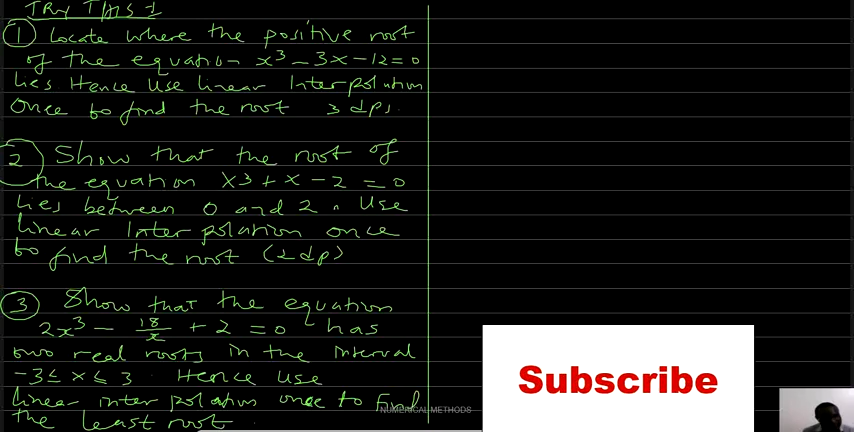 TRY THIS 1
① Locate where the positive root
of the equation x³ - 3x - 12 = 0
lies Hence Use linear Interpolation
Once to find the root 3 dps.
② Show that the root of
the equation x3 + x - 2 = 0
lies between 0 and 2. Use
linear Interpolation once
to find the root (2dp)
③ Show that the equation
2x³ - 18/x + 2 = 0 has
two real roots in the interval
-3 ≤ x ≤ 3. Hence use
linear interpolation once to find
the least root.
NUMERICAL METHODS
Subscribe